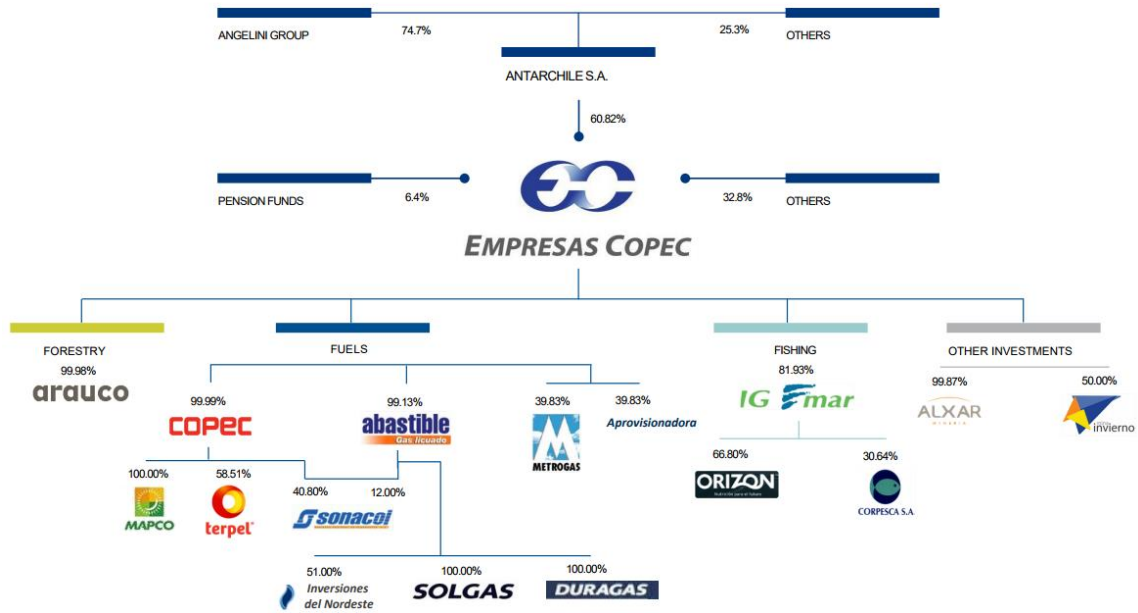 ANGELINI GROUP
74.7%
25.3%
OTHERS
ANTARCHILE S.A.
60.82%
PENSION FUNDS
6.4%
32.8%
OTHERS
EMPRESAS COPEC
FORESTRY
99.98%
arauco
FUELS
99.99%
COPEC
99.13%
abastible
Gas licuado
39.83%
METROGAS
39.83%
Aprovisionadora
100.00%
MAPCO
58.51%
terpel
40.80%
12.00%
sonacol
51.00%
Inversiones
del Nordeste
100.00%
SOLGAS
100.00%
DURAGAS
FISHING
81.93%
IG Emar
66.80%
ORIZON
30.64%
CORPESCA S.A
OTHER INVESTMENTS
99.87%
ALXAR
MINERIA
50.00%
invierno